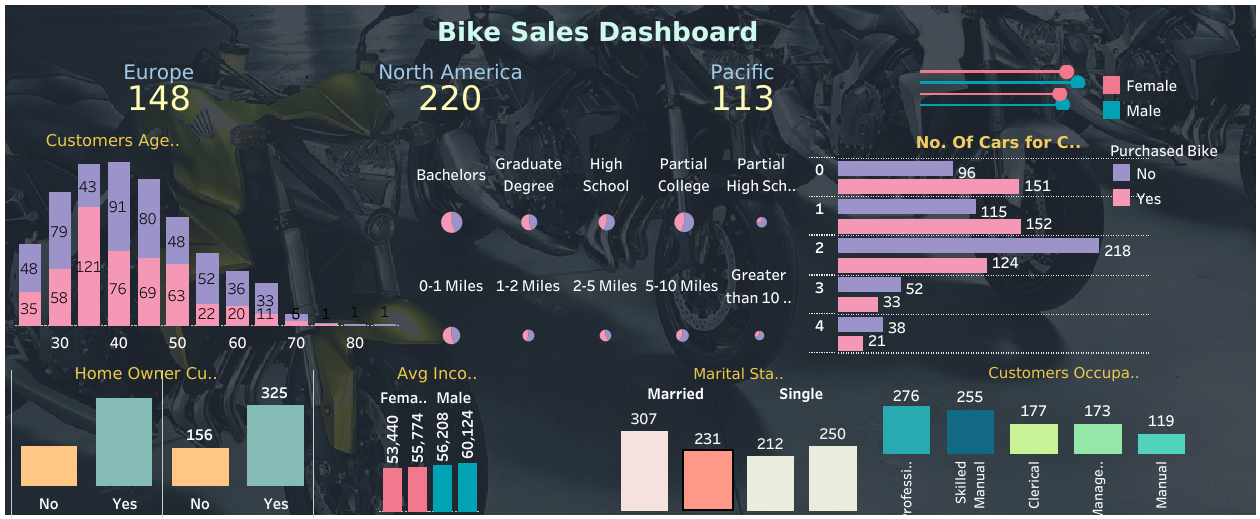 Bike Sales Dashboard
Europe
148
North America
220
Pacific
113
Female
Male
Customers Age..
48 79 43 91 80 48 52 36 33
35 58 121 76 69 63 22 20 11 5 1 1 1
30 40 50 60 70 80
Bachelors
Graduate
Degree
High
School
Partial
College
Partial
High Sch..
0-1 Miles
1-2 Miles
2-5 Miles
5-10 Miles
Greater
than 10 ..
No. Of Cars for C..
0
96
151
1
115
152
2
218
124
3
52
33
4
38
21
Purchased Bike
No
Yes
Home Owner Cu..
156
325
No Yes No Yes
Avg Inco..
Fema.. Male
53,440
55,774
56,208
60,124
Marital Sta..
Married Single
307 231 212 250
Customers Occupa..
276 255 177 173 119
Skilled
Manual
Clerical
Manual